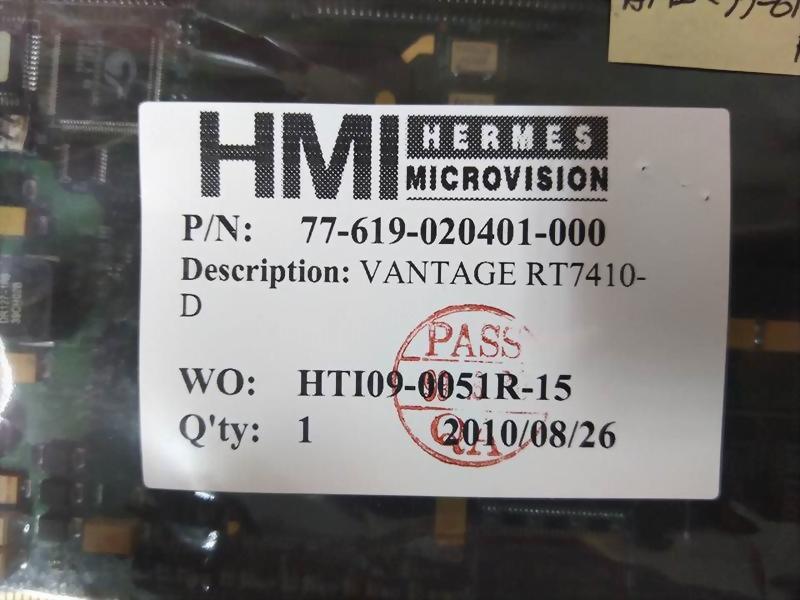 HMI HERMES
MICROVISION
P/N: 77-619-020401-000
Description: VANTAGE RT7410-
D
PASS
WO: HTI09-0051R-15
Q'ty: 1 2010/08/26
QA